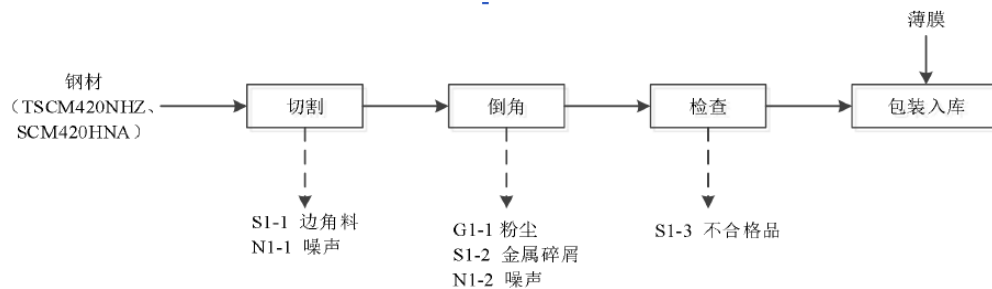 薄膜
钢材
（TSCM420NHZ、
SCM420HNA）
切割
倒角
检查
包装入库
S1-1 边角料
N1-1 噪声
G1-1 粉尘
S1-2 金属碎屑
N1-2 噪声
S1-3 不合格品